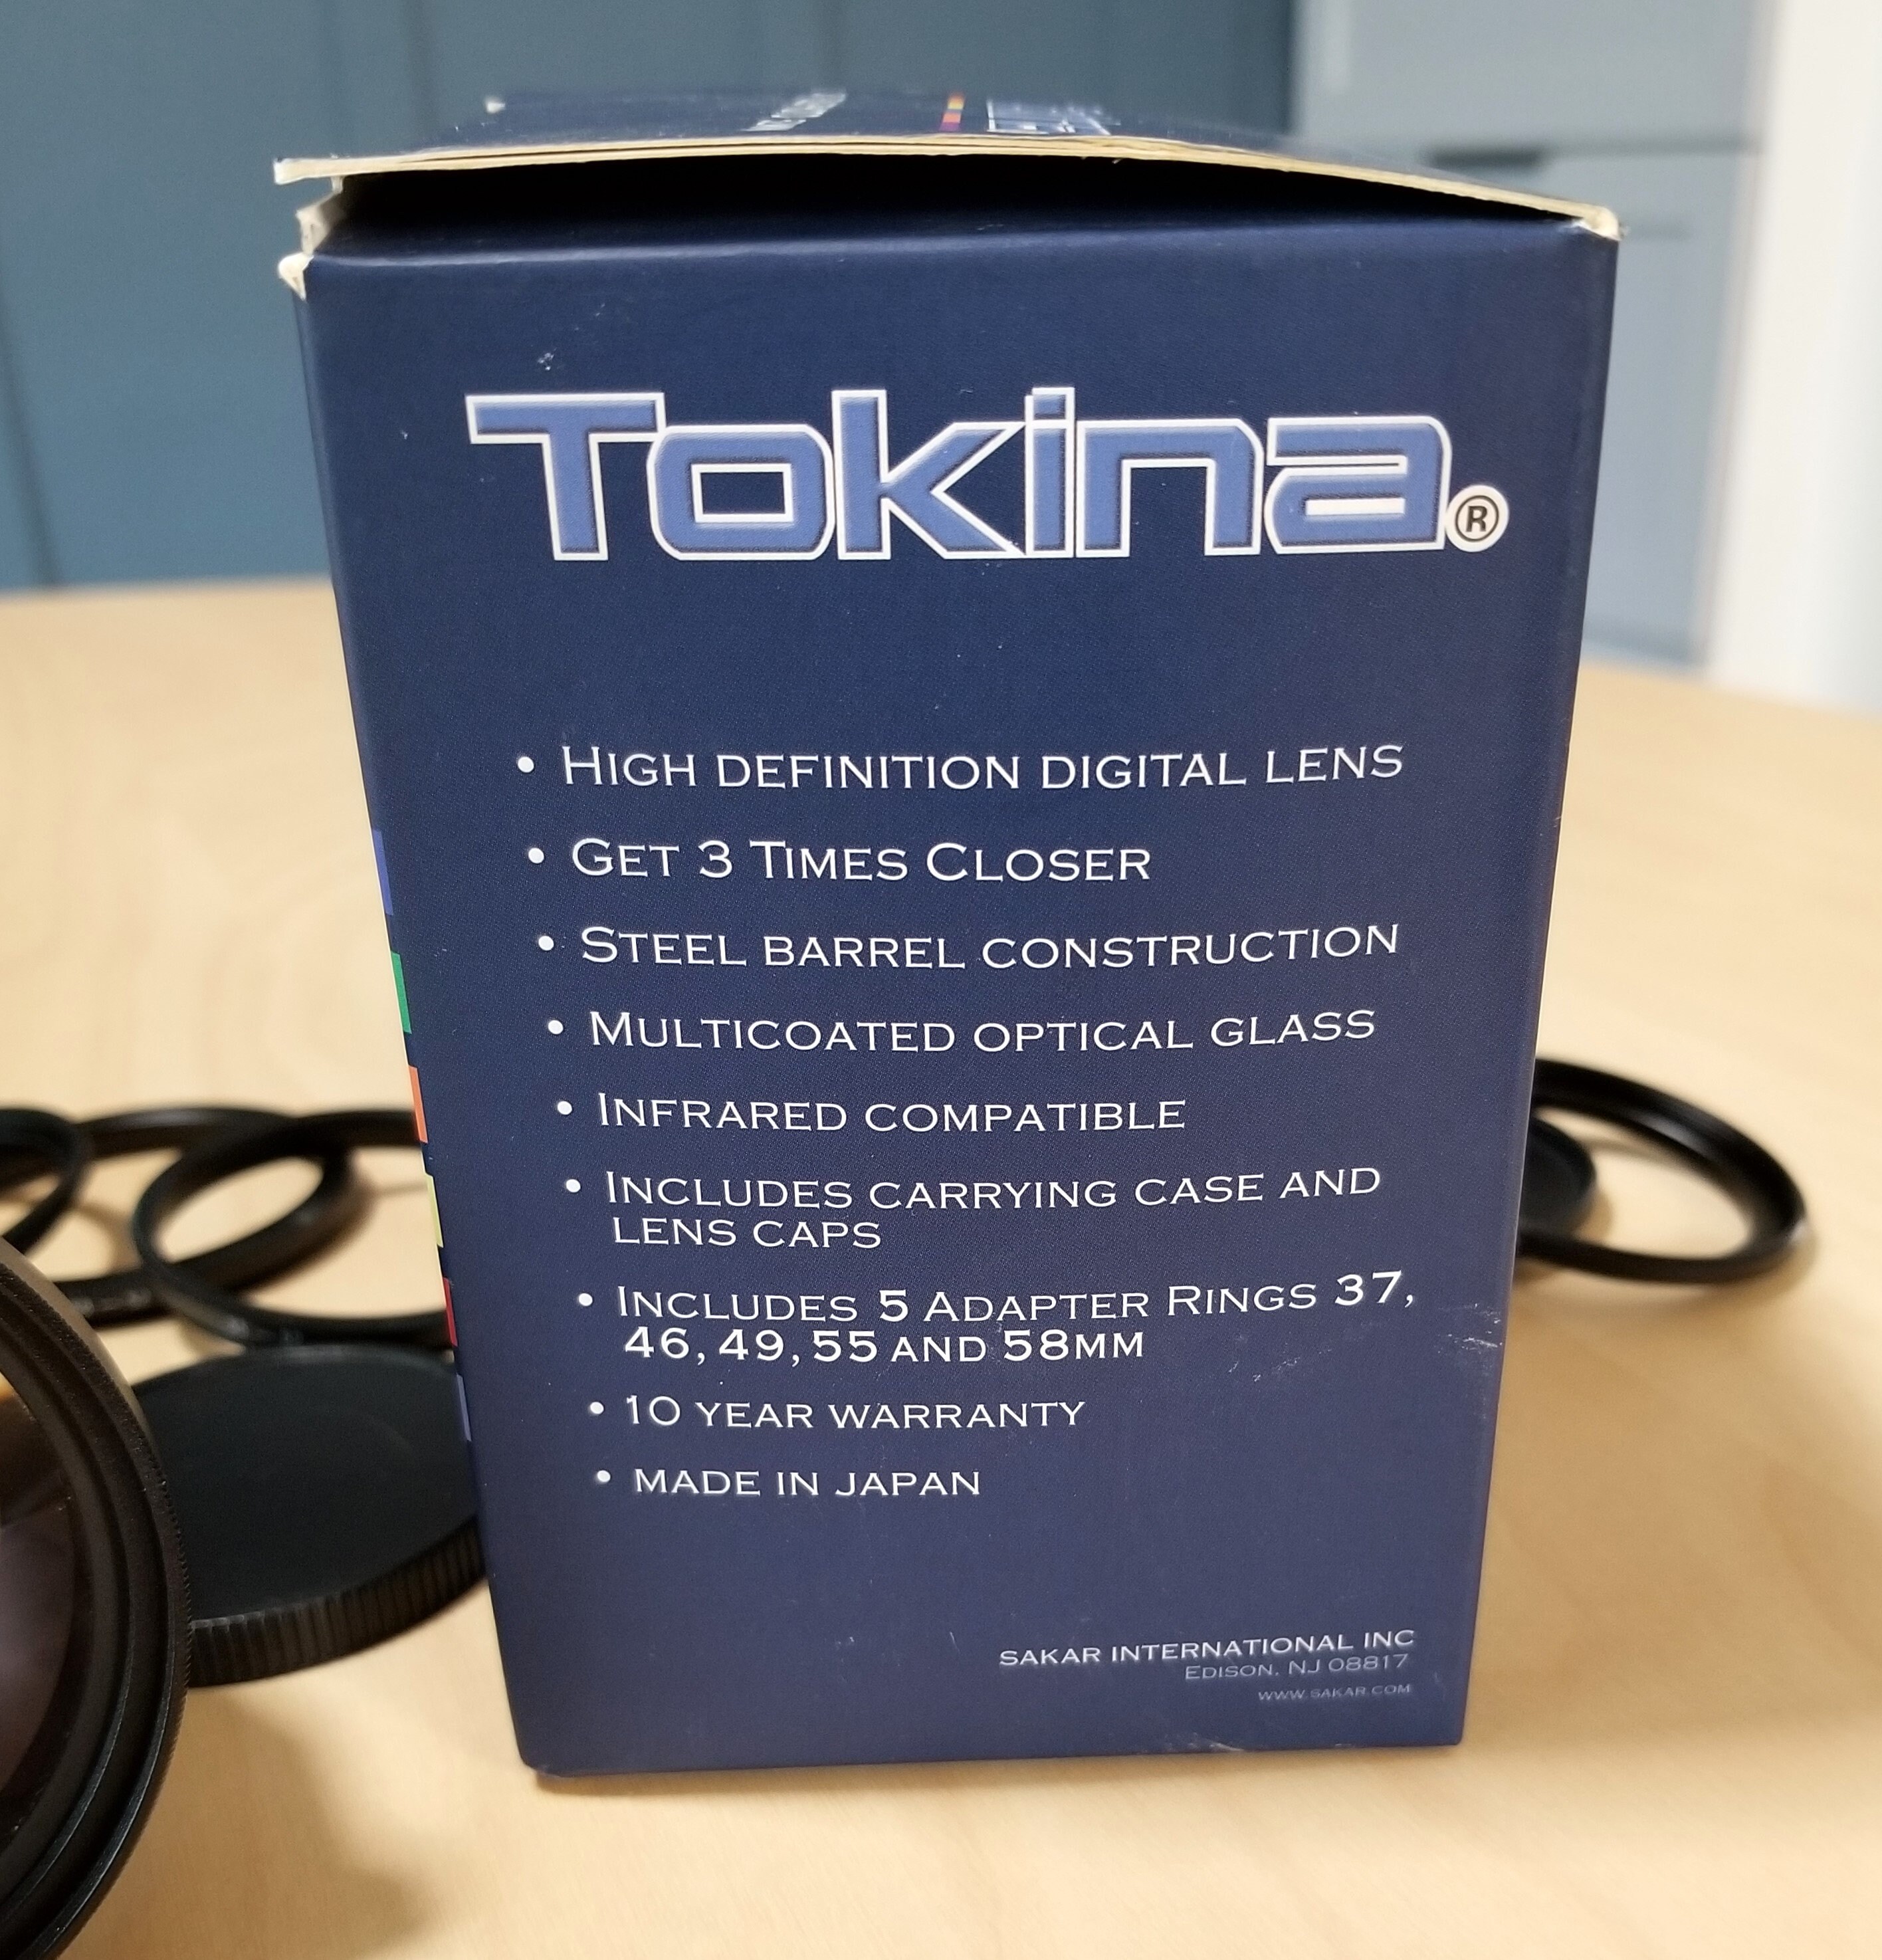 Tokina®
• HIGH DEFINITION DIGITAL LENS
• GET 3 TIMES CLOSER
• STEEL BARREL CONSTRUCTION
• MULTICOATED OPTICAL GLASS
• INFRARED COMPATIBLE
• INCLUDES CARRYING CASE AND
LENS CAPS
• INCLUDES 5 ADAPTER RINGS 37,
46, 49, 55 AND 58MM
• 10 YEAR WARRANTY
• MADE IN JAPAN
SAKAR INTERNATIONAL INC
EDISON, NJ 08817
WWW.SAKAR.COM